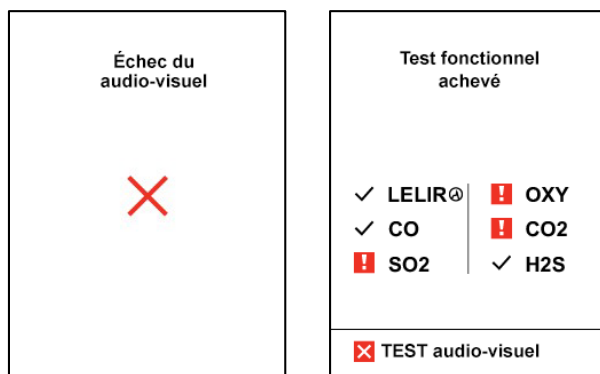 Échec du
audio-visuel
Test fonctionnel
achevé
LELIR
OXY
CO
CO2
SO2
H2S
TEST audio-visuel